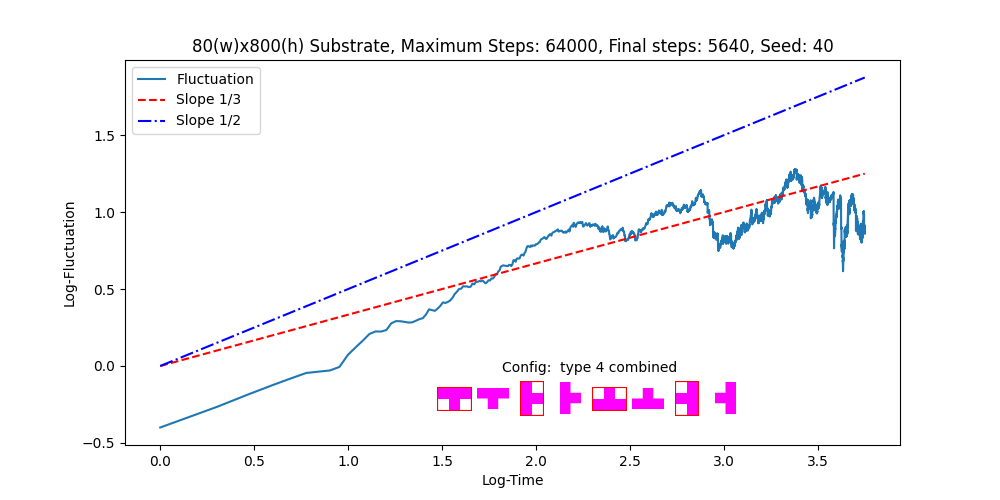 80(w)x800(h) Substrate, Maximum Steps: 64000, Final steps: 5640, Seed: 40
Fluctuation
Slope 1/3
Slope 1/2
Log-Fluctuation
1.5
1.0
0.5
0.0
−0.5
Config:  type 4 combined
0.0 0.5 1.0 1.5 2.0 2.5 3.0 3.5
Log-Time